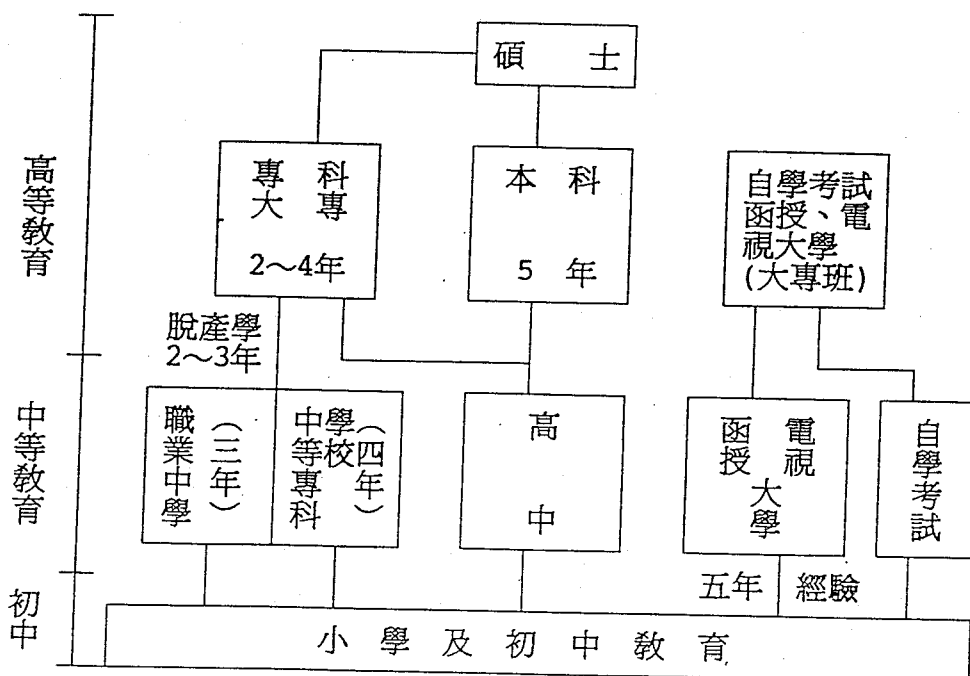 碩士
高等教育
專科
大專
2～4年
本科
5年
自學考試
函授、電
視大學
(大專班)
脫產學
2～3年
中等教育
職業中學
(三年)
中等專科
學校
(四年)
高中
函授
電視
大學
自學考試
五年 經驗
初中
小學及初中教育